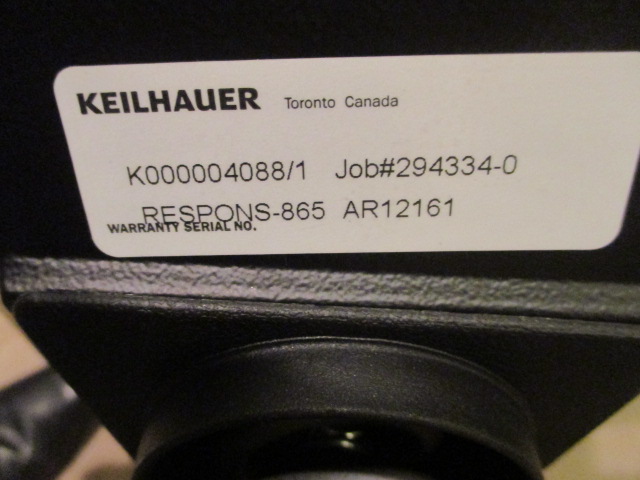 KEILHAUER Toronto Canada
K000004088/1 Job#294334-0
RESPONS-865 AR12161
WARRANTY SERIAL NO.